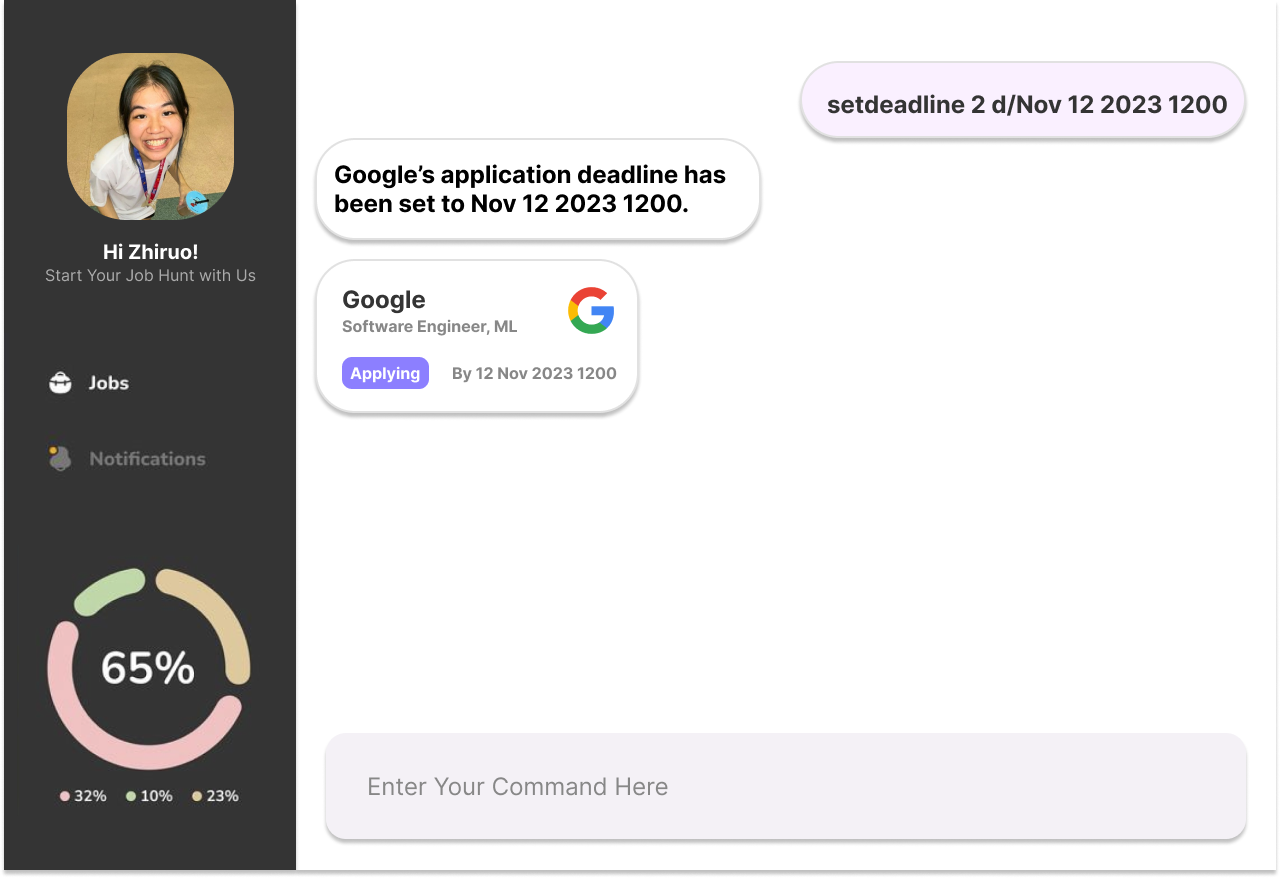 Hi Zhiruo!
Start Your Job Hunt with Us
Jobs
Notifications
65%
32% 10% 23%
setdeadline 2 d/Nov 12 2023 1200
Google’s application deadline has
been set to Nov 12 2023 1200.
Google
Software Engineer, ML
Applying By 12 Nov 2023 1200
Enter Your Command Here